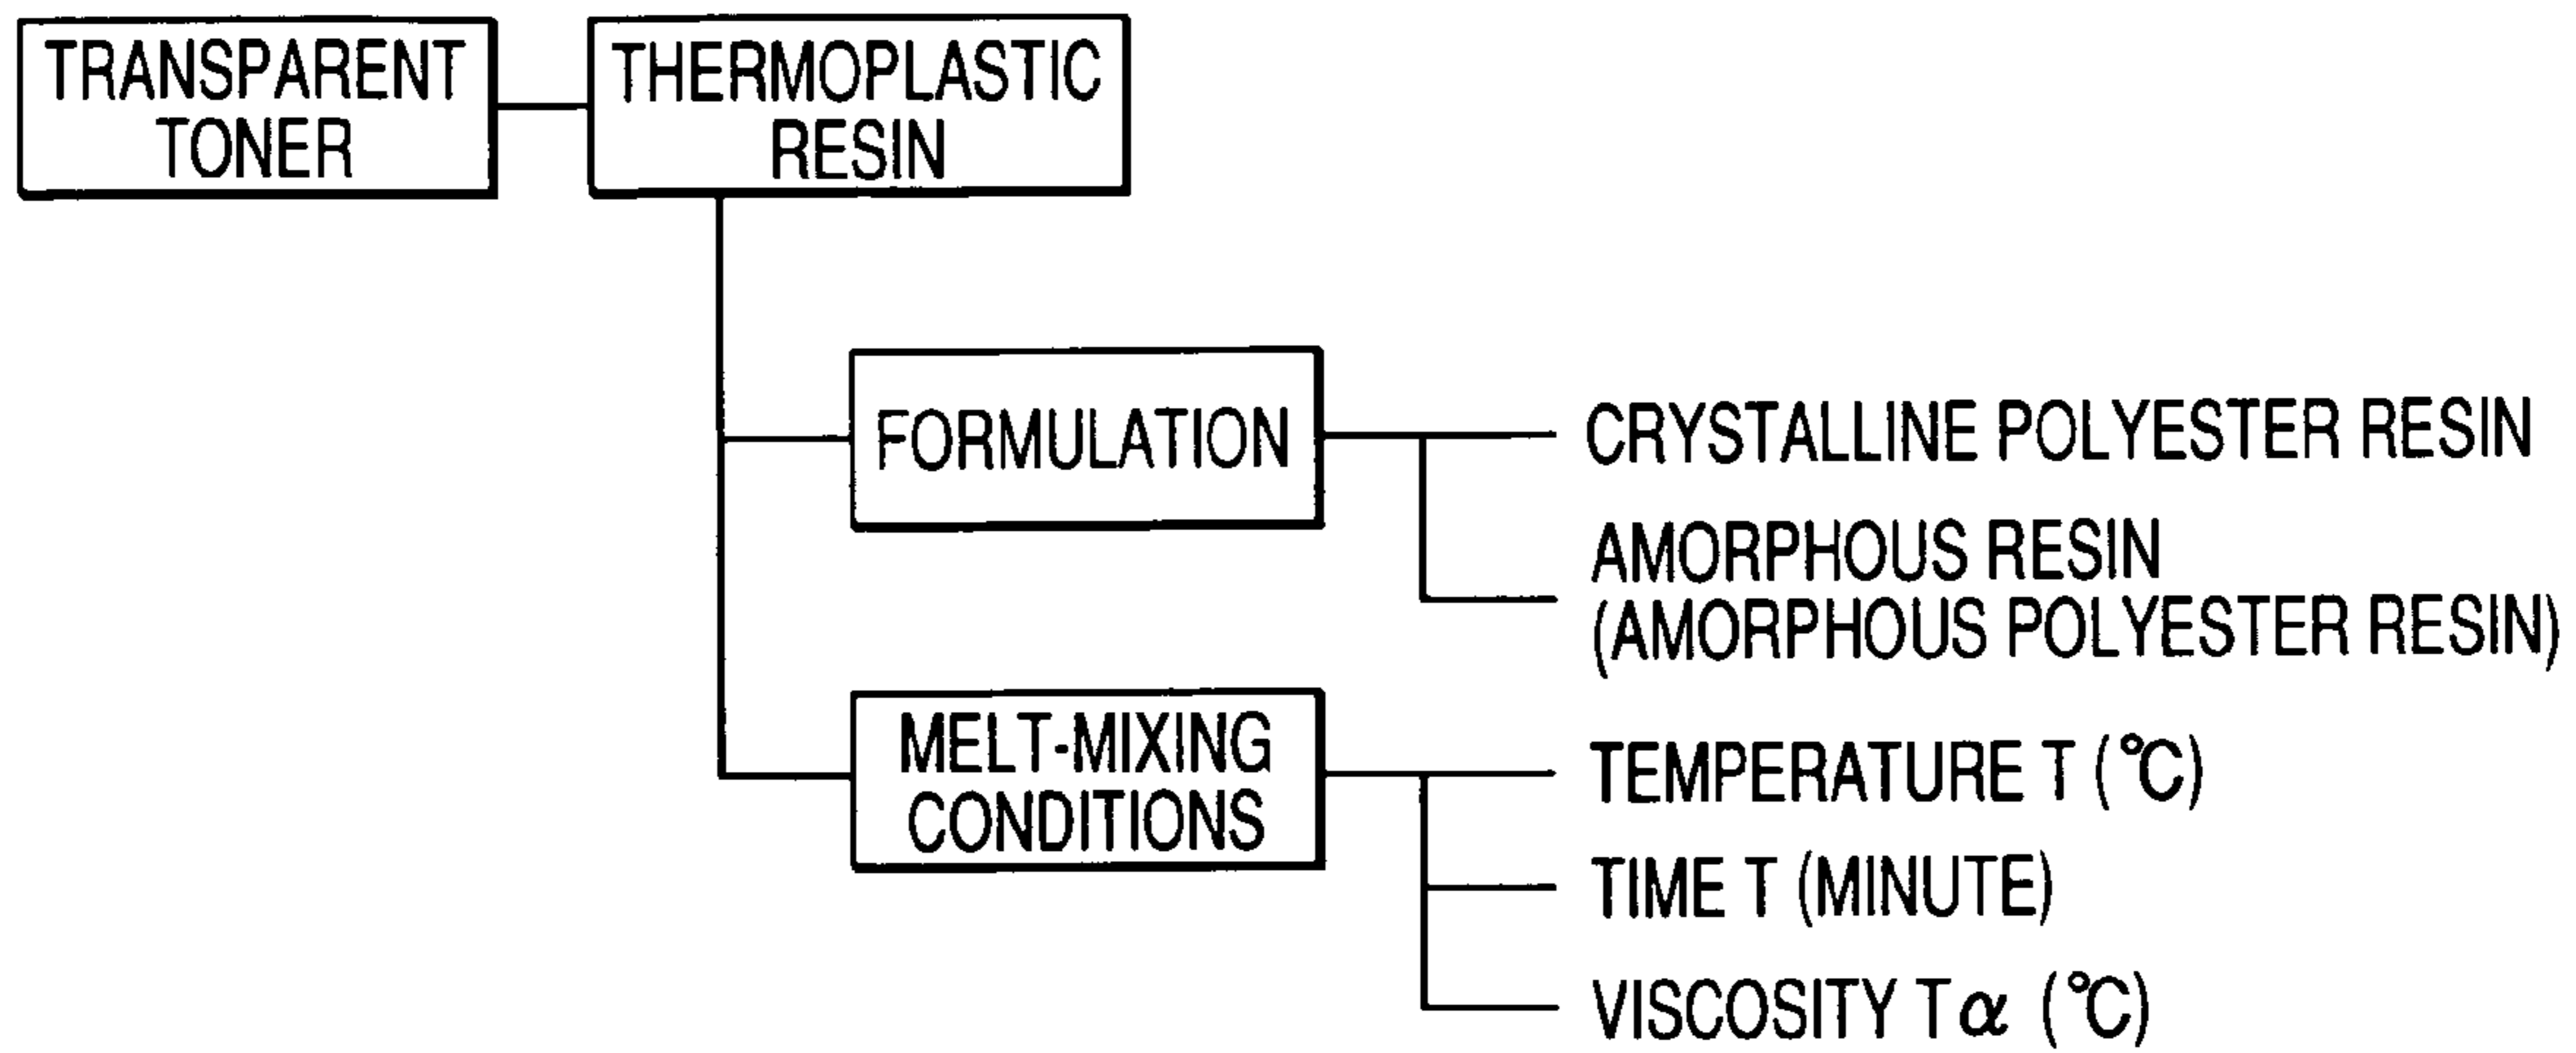 TRANSPARENT
TONER
THERMOPLASTIC
RESIN
FORMULATION
CRYSTALLINE POLYESTER RESIN
AMORPHOUS RESIN
(AMORPHOUS POLYESTER RESIN)
MELT-MIXING
CONDITIONS
TEMPERATURE T (℃)
TIME T (MINUTE)
VISCOSITY Tα (℃)